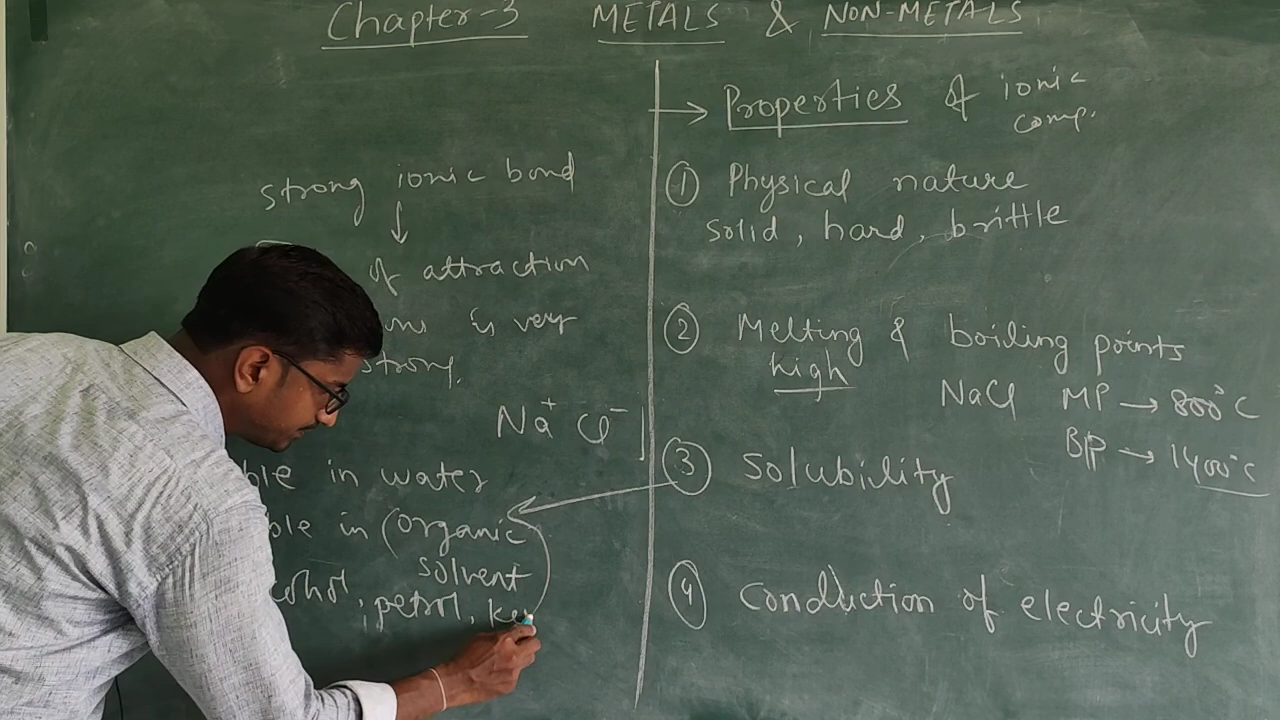 Chapter-3 METALS & NON-METALS
strong ionic bond
of attraction
is very
strong.
Na⁺ Cl⁻
in water
in (organic
solvent
petrol, ke
→ Properties of ionic
comp.
① Physical nature
solid, hard, brittle
② Melting & boiling points
high
NaCl MP → 800°C
BP → 1400°C
③ Solubility
④ Conduction of electricity